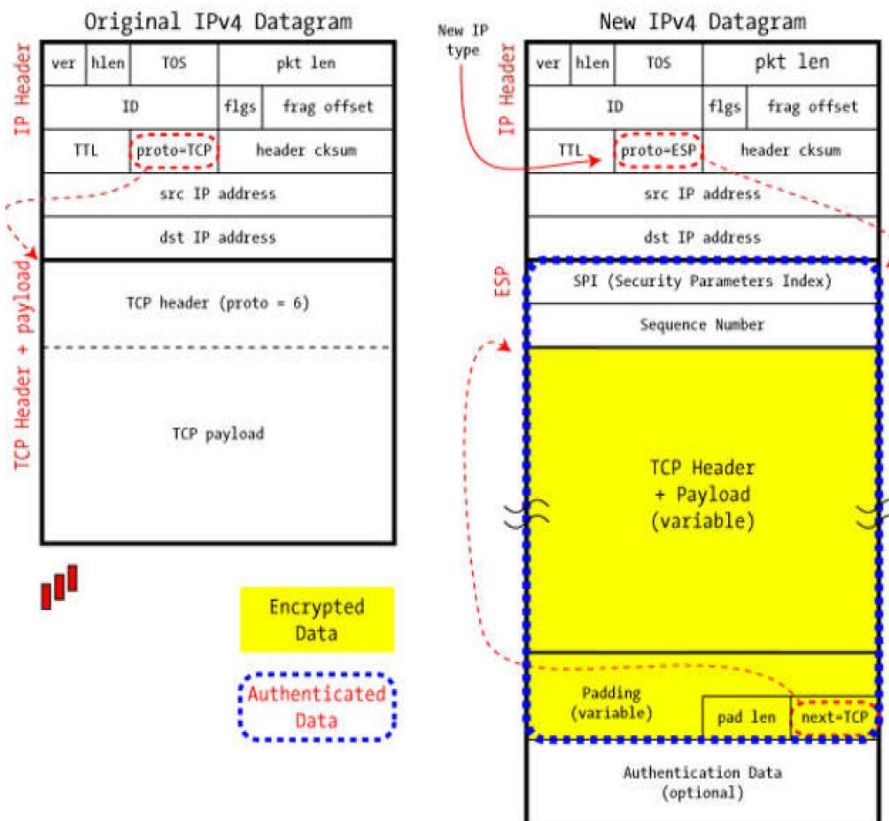 Original IPv4 Datagram
IP Header
ver hlen TOS pkt len
ID flgs frag offset
TTL proto=TCP header cksum
src IP address
dst IP address
TCP Header + payload
TCP header (proto = 6)
TCP payload
Encrypted
Data
Authenticated
Data
New IPv4 Datagram
New IP
type
IP Header
ver hlen TOS pkt len
ID flgs frag offset
TTL proto=ESP header cksum
src IP address
dst IP address
ESP
SPI (Security Parameters Index)
Sequence Number
TCP Header
+ Payload
(variable)
Padding
(variable)
pad len next=TCP
Authentication Data
(optional)